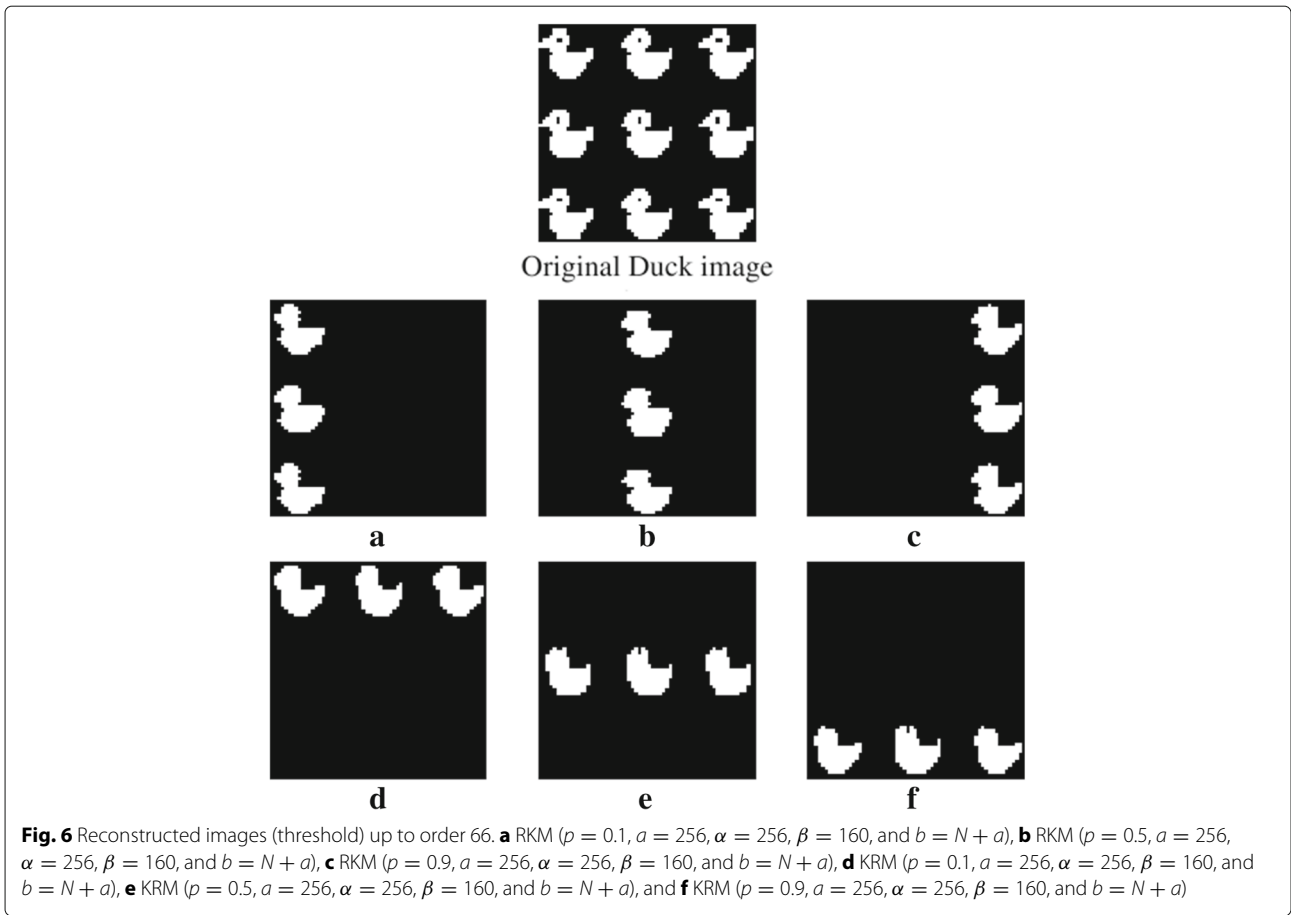 Original Duck image
a b c
d e f
Fig. 6 Reconstructed images (threshold) up to order 66. a RKM (p = 0.1, a = 256, α = 256, β = 160, and b = N + a), b RKM (p = 0.5, a = 256,
α = 256, β = 160, and b = N + a), c RKM (p = 0.9, a = 256, α = 256, β = 160, and b = N + a), d KRM (p = 0.1, a = 256, α = 256, β = 160, and
b = N + a), e KRM (p = 0.5, a = 256, α = 256, β = 160, and b = N + a), and f KRM (p = 0.9, a = 256, α = 256, β = 160, and b = N + a)